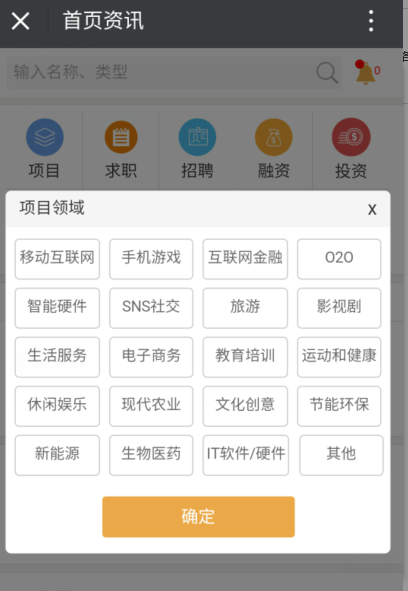 首页资讯
输入名称、类型
0
项目 求职 招聘 融资 投资
项目领域 x
移动互联网 手机游戏 互联网金融 O2O
智能硬件 SNS社交 旅游 影视剧
生活服务 电子商务 教育培训 运动和健康
休闲娱乐 现代农业 文化创意 节能环保
新能源 生物医药 IT软件/硬件 其他
确定